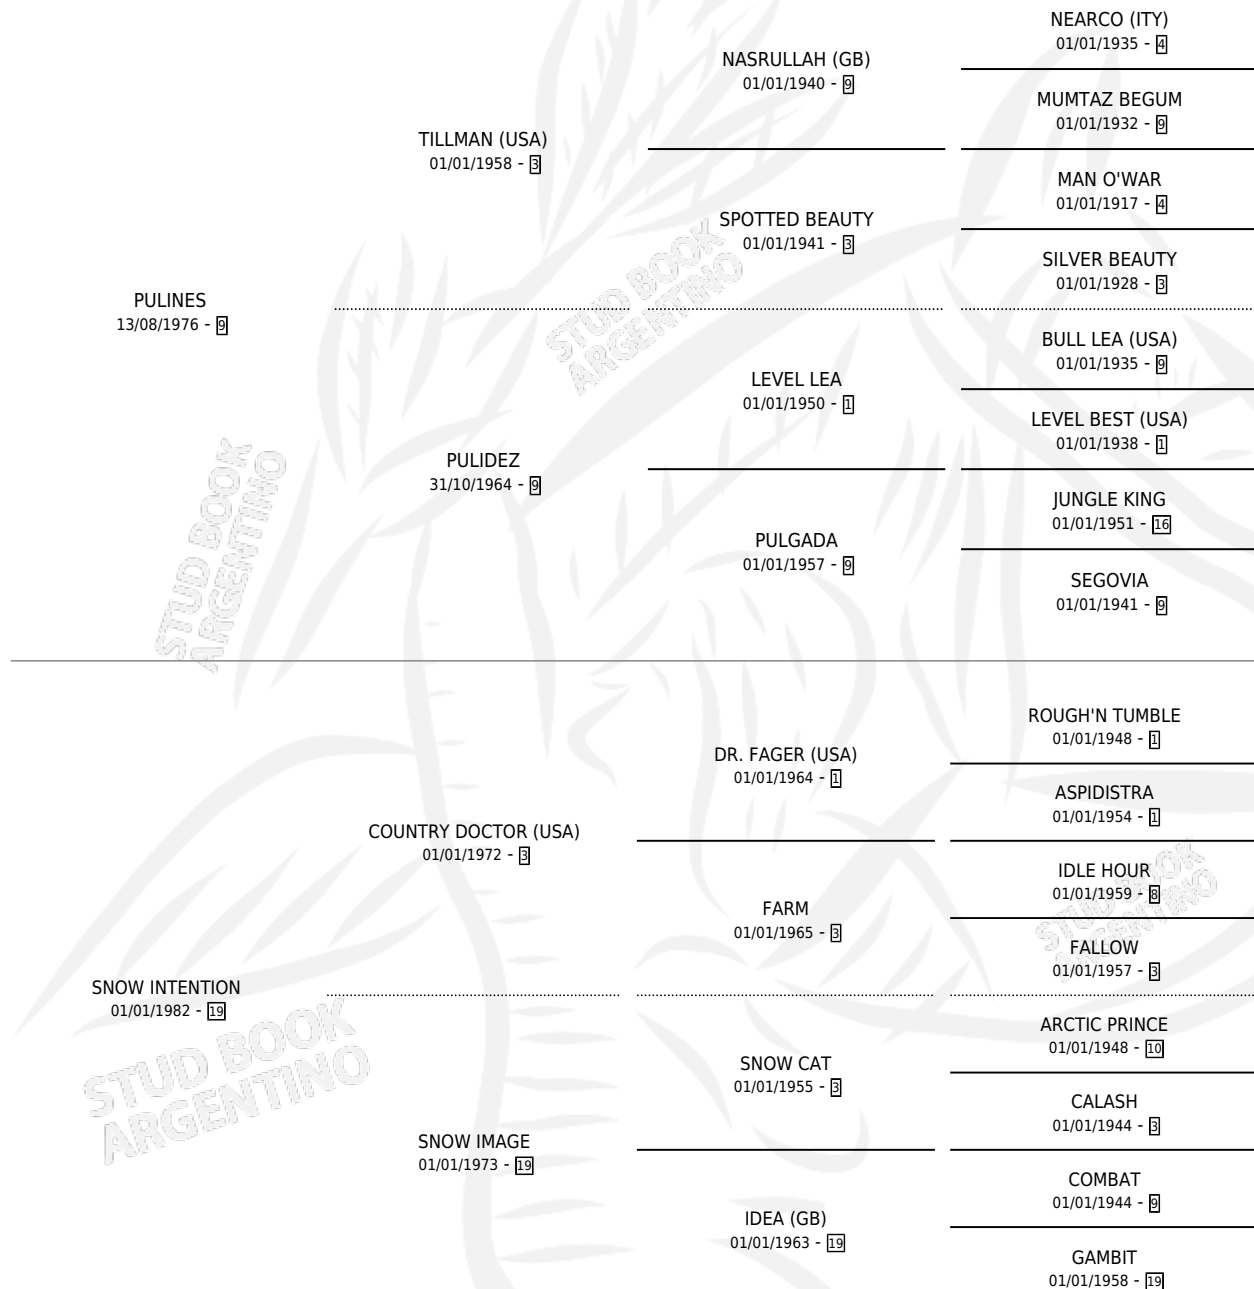 NEARCO (ITY)
01/01/1935 - 4
NASRULLAH (GB)
01/01/1940 - 9
MUMTAZ BEGUM
01/01/1932 - 9
TILLMAN (USA)
01/01/1958 - 3
MAN O'WAR
01/01/1917 - 4
SPOTTED BEAUTY
01/01/1941 - 3
SILVER BEAUTY
01/01/1928 - 3
PULINES
13/08/1976 - 9
STUD BOOK
ARGENTINO
BULL LEA (USA)
01/01/1935 - 9
LEVEL LEA
01/01/1950 - 1
LEVEL BEST (USA)
01/01/1938 - 1
PULIDEZ
31/10/1964 - 9
JUNGLE KING
01/01/1951 - 16
PULGADA
01/01/1957 - 9
SEGOVIA
01/01/1941 - 9
STUD BOOK
ARGENTINO
ROUGH'N TUMBLE
01/01/1948 - 1
DR. FAGER (USA)
01/01/1964 - 1
ASPIDISTRA
01/01/1954 - 1
COUNTRY DOCTOR (USA)
01/01/1972 - 3
IDLE HOUR
01/01/1959 - 8
FARM
01/01/1965 - 3
FALLOW
01/01/1957 - 3
STUD BOOK
ARGENTINO
SNOW INTENTION
01/01/1982 - 19
STUD BOOK
ARGENTINO
ARCTIC PRINCE
01/01/1948 - 10
SNOW CAT
01/01/1955 - 3
CALASH
01/01/1944 - 3
SNOW IMAGE
01/01/1973 - 19
COMBAT
01/01/1944 - 9
IDEA (GB)
01/01/1963 - 19
GAMBIT
01/01/1958 - 19